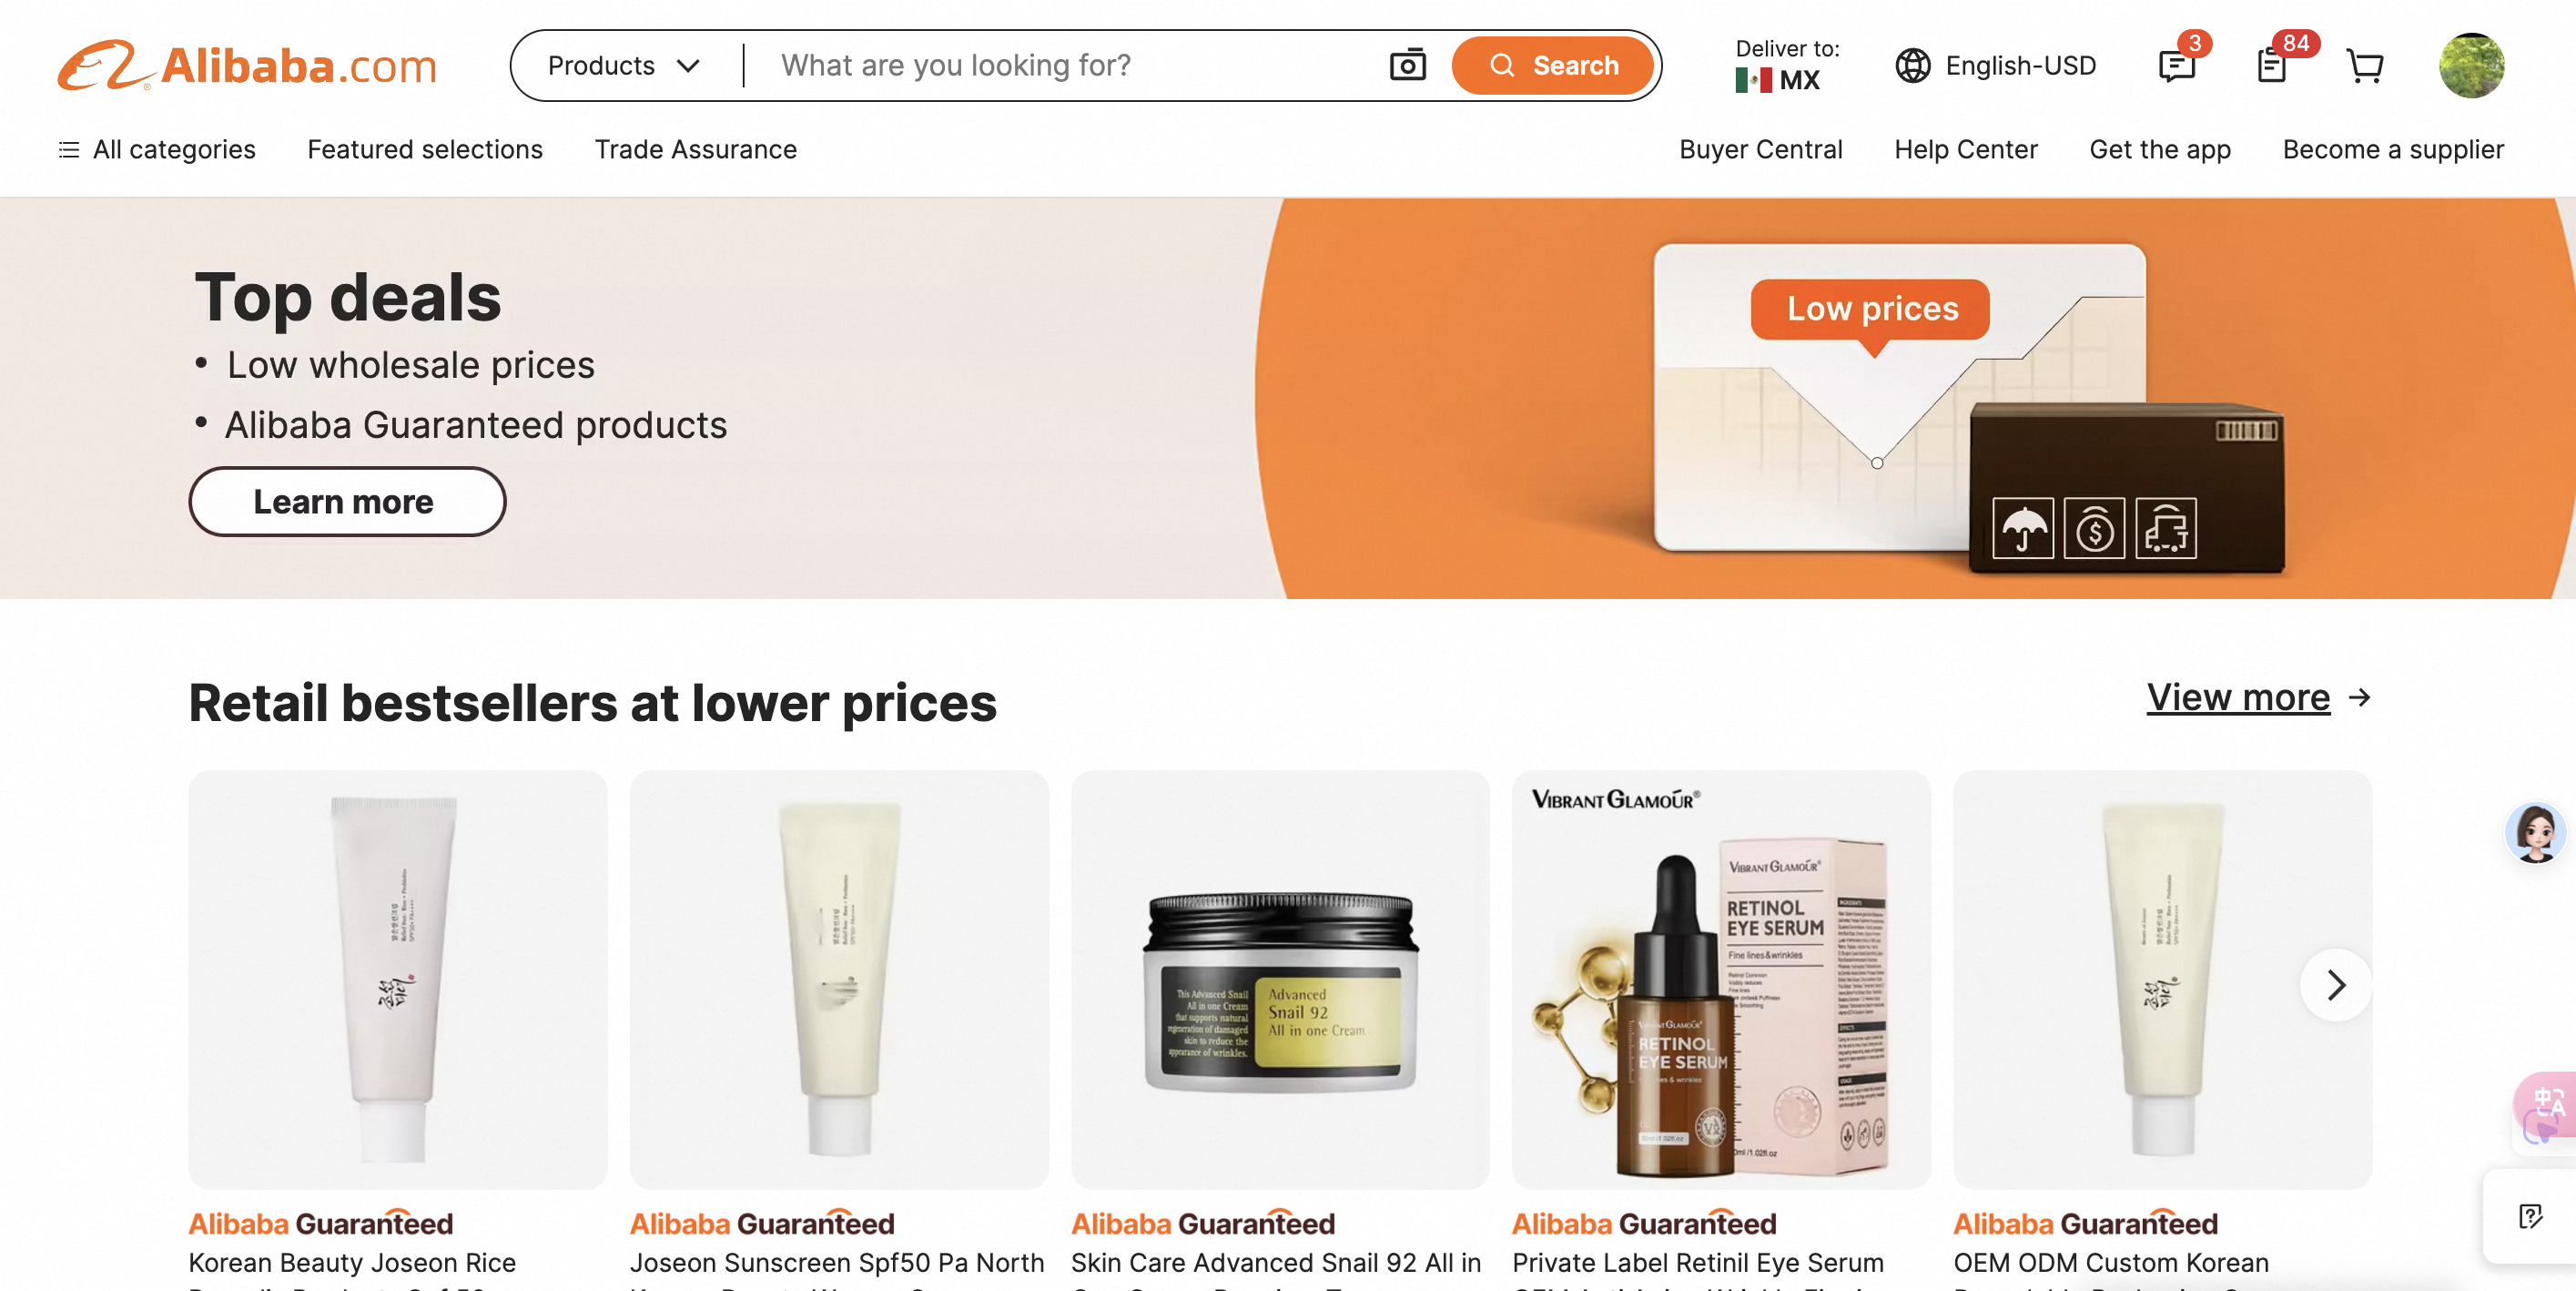 Alibaba.com
Products
What are you looking for?
Search
Deliver to:
MX
English-USD
3
84
All categories
Featured selections
Trade Assurance
Buyer Central
Help Center
Get the app
Become a supplier
Top deals
• Low wholesale prices
• Alibaba Guaranteed products
Learn more
Low prices
Retail bestsellers at lower prices
View more
This Advanced Snail
All in one Cream
that supports natural
regeneration of damaged
skin to reduce the
appearance of wrinkles.
Advanced
Snail 92
All in one Cream
VIBRANT GLAMOUR®
VIBRANT GLAMOUR®
RETINOL
EYE SERUM
Fine lines&wrinkles
VIBRANT GLAMOUR®
RETINOL
EYE SERUM
Alibaba Guaranteed
Korean Beauty Joseon Rice
Alibaba Guaranteed
Joseon Sunscreen Spf50 Pa North
Alibaba Guaranteed
Skin Care Advanced Snail 92 All in
Alibaba Guaranteed
Private Label Retinil Eye Serum
Alibaba Guaranteed
OEM ODM Custom Korean